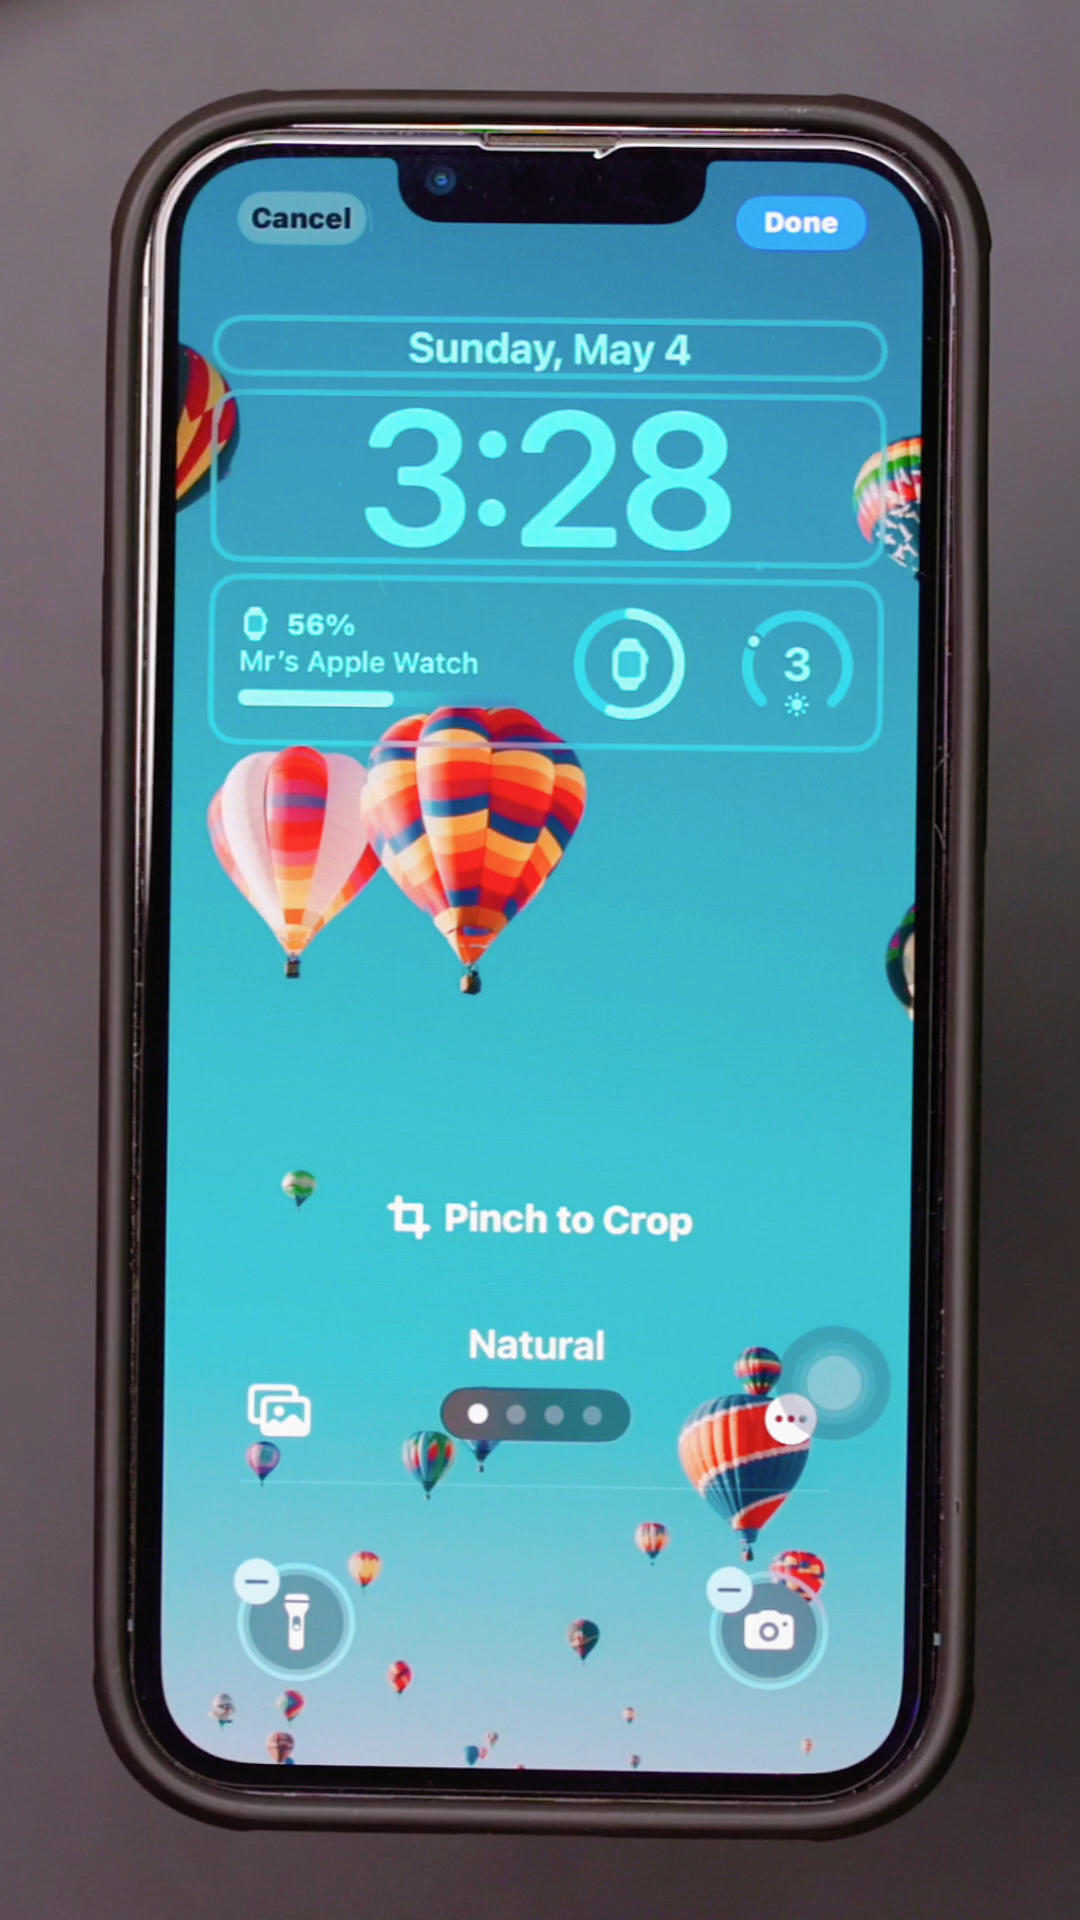 Cancel
Done
Sunday, May 4
3:28
56%
Mr's Apple Watch
3
Pinch to Crop
Natural